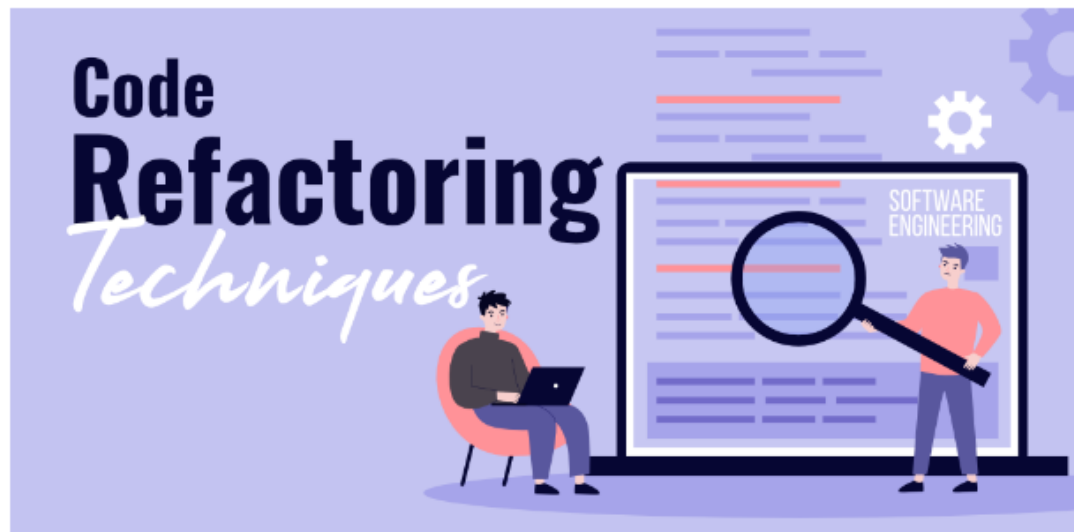 Code
Refactoring
Techniques
SOFTWARE
ENGINEERING